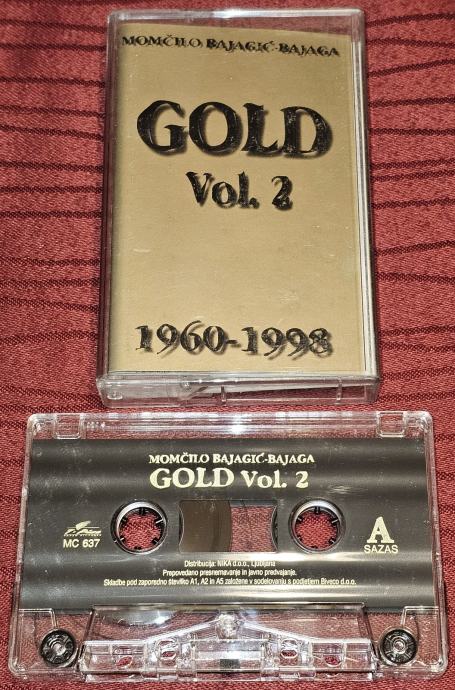 MOMČILO BAJAGIĆ-BAJAGA
GOLD
Vol. 2
1960-1998
MOMČILO BAJAGIĆ-BAJAGA
GOLD Vol. 2
MC 637
A
SAZAS
Distribucija: NIKA d.o.o., Ljubljana
Prepovedano presnemavanje in javno predvajanje.
Skladbe pod zaporedno številko A1, A2 in A5 založene v sodelovanju s podjetjem Biveco d.o.o.